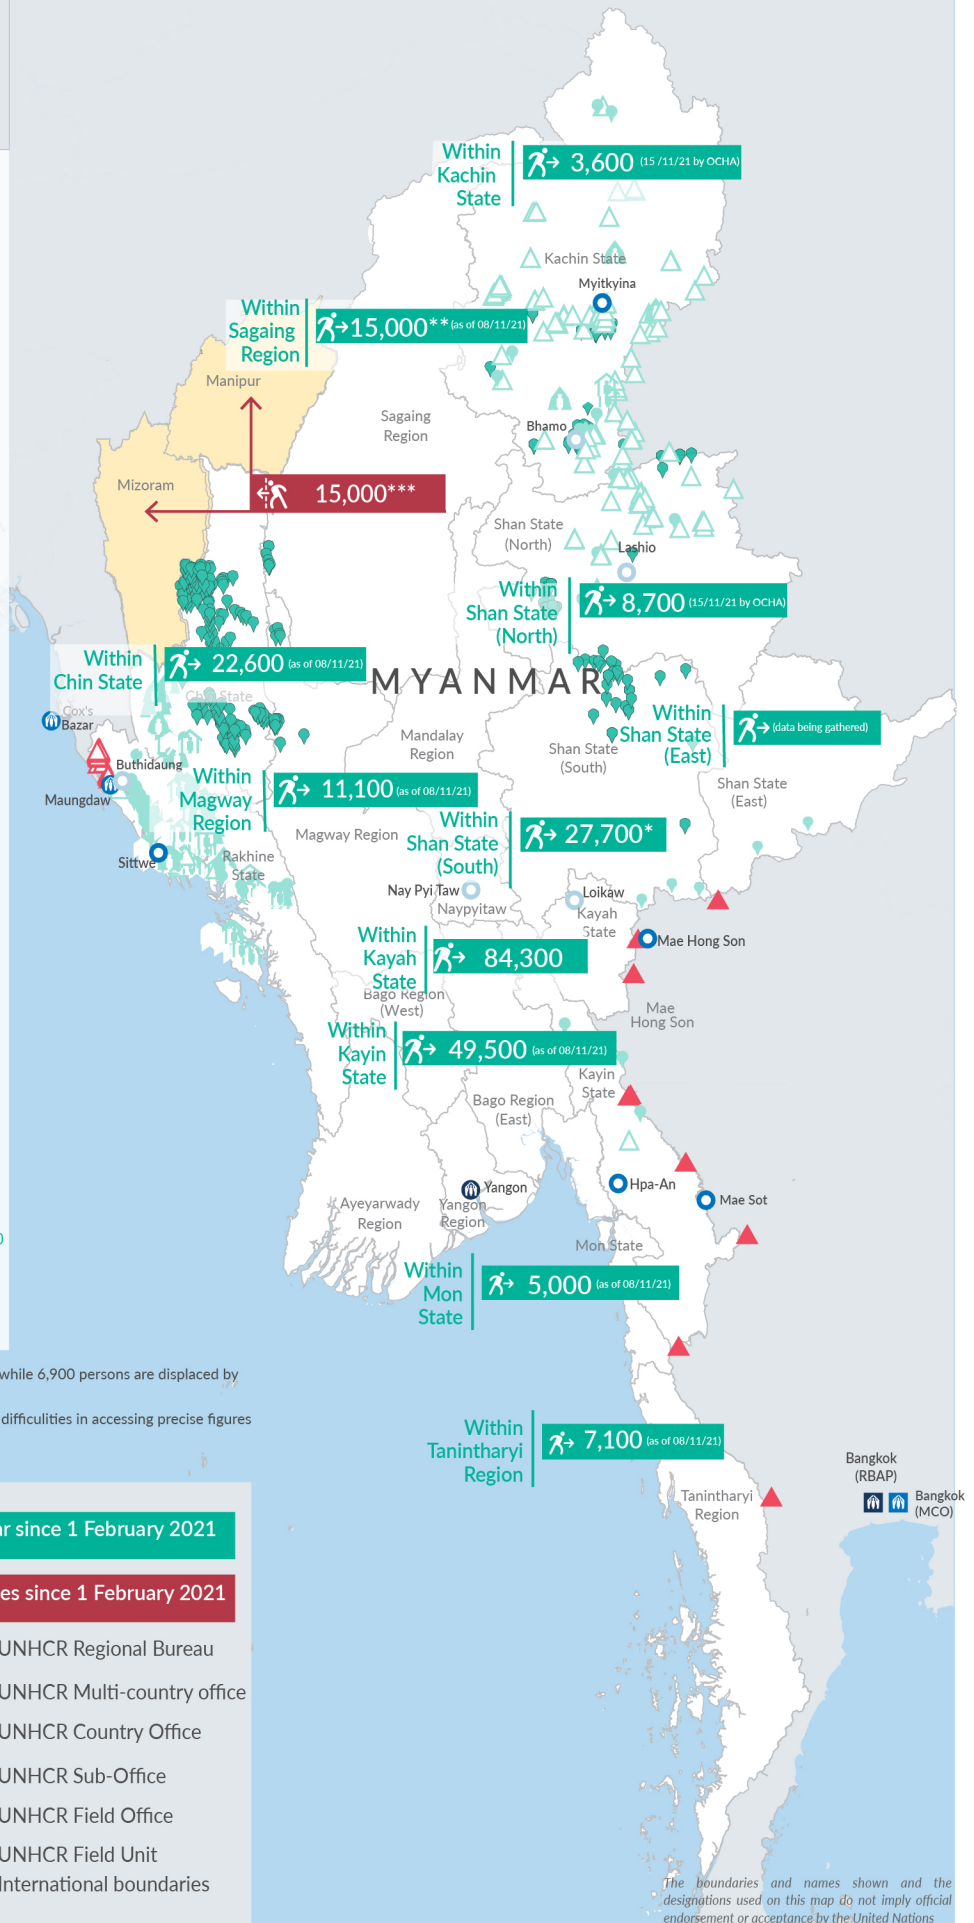 Within
Kachin
State
3,600 (15 /11/21 by OCHA)
Kachin State
Myitkyina
Within
Sagaing
Region
15,000** (as of 08/11/21)
Manipur
Sagaing
Region
Bhamo
Mizoram
15,000***
Shan State
(North)
Lashio
Within
Shan State
(North)
8,700 (15/11/21 by OCHA)
Within
Chin State
22,600 (as of 08/11/21)
MYANMAR
Chin State
Cox's
Bazar
Within
Shan State
(East)
(data being gathered)
Mandalay
Region
Shan State
(South)
Buthidaung
Maungdaw
Within
Magway
Region
11,100 (as of 08/11/21)
Shan State
(East)
Magway Region
Within
Shan State
(South)
27,700*
Sittwe
Rakhine
State
Nay Pyi Taw
Naypyitaw
Loikaw
Kayah
State
Mae Hong Son
Within
Kayah
State
84,300
Bago Region
(West)
Mae
Hong Son
Within
Kayin
State
49,500 (as of 08/11/21)
Kayin
State
Bago Region
(East)
Hpa-An
Yangon
Mae Sot
Ayeyarwady
Region
Yangon
Region
Mon State
Within
Mon
State
5,000 (as of 08/11/21)
while 6,900 persons are displaced by
difficulities in accessing precise figures
Within
Tanintharyi
Region
7,100 (as of 08/11/21)
Bangkok
(RBAP)
Bangkok
(MCO)
Tanintharyi
Region
ar since 1 February 2021
es since 1 February 2021
UNHCR Regional Bureau
UNHCR Multi-country office
UNHCR Country Office
UNHCR Sub-Office
UNHCR Field Office
UNHCR Field Unit
International boundaries
The boundaries and names shown and the
designations used on this map do not imply official
endorsement or acceptance by the United Nations